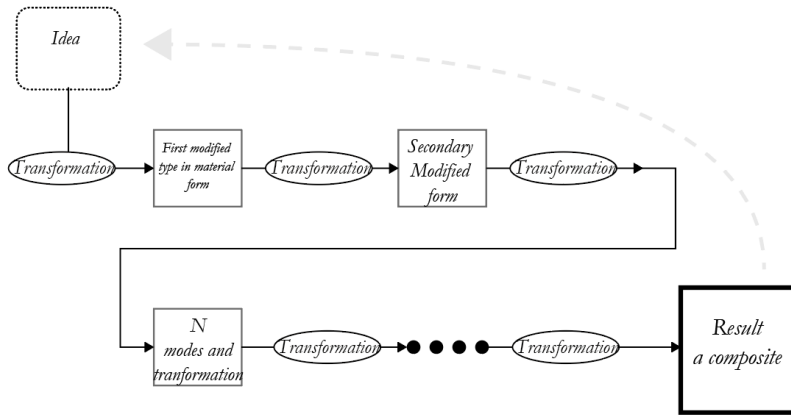 Idea
Transformation
First modified
type in material
form
Transformation
Secondary
Modified
form
Transformation
N
modes and
tranformation
Transformation
Transformation
Result
a composite